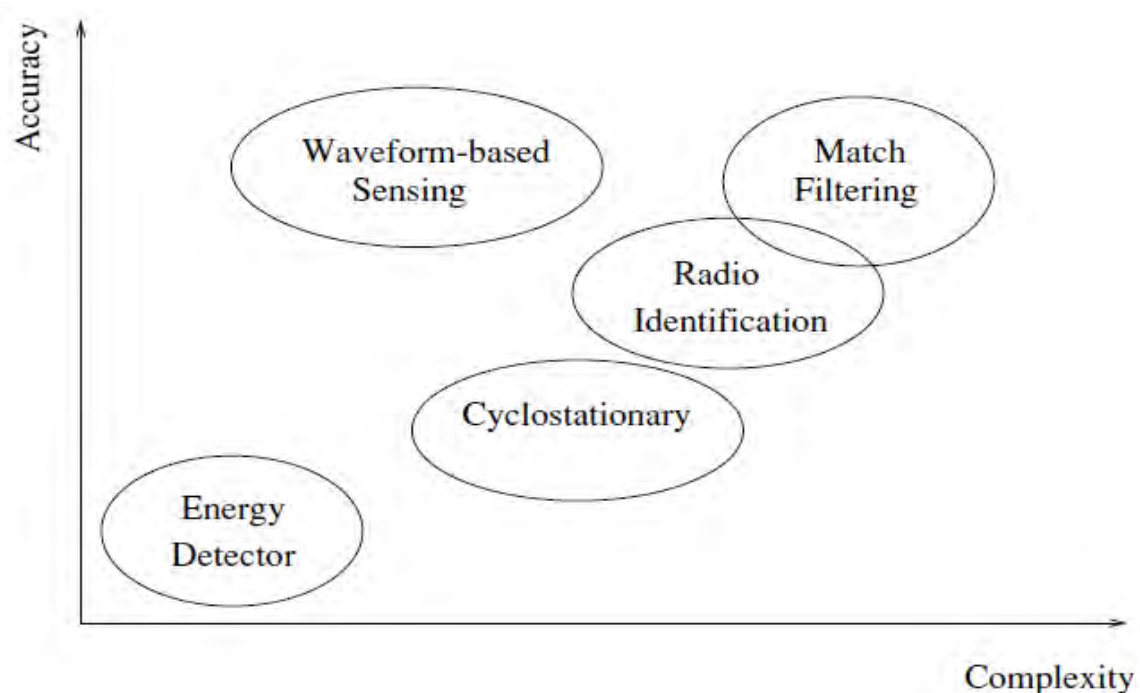 Accuracy
Waveform-based
Sensing
Match
Filtering
Radio
Identification
Cyclostationary
Energy
Detector
Complexity